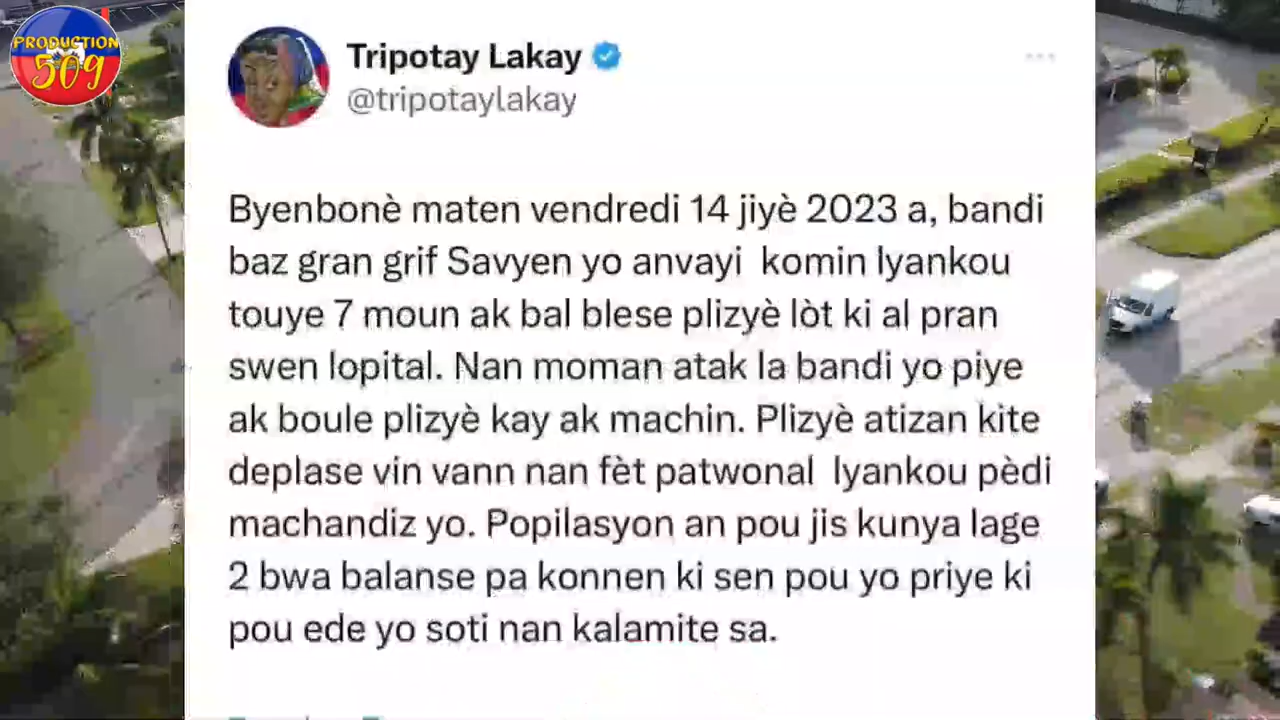 PRODUCTION
509
Tripotay Lakay
@tripotaylakay
Byenbonè maten vendredi 14 jiyè 2023 a, bandi
baz gran grif Savyen yo anvayi komin lyankou
touye 7 moun ak bal blese plizyè lòt ki al pran
swen lopital. Nan moman atak la bandi yo piye
ak boule plizyè kay ak machin. Plizyè atizan kite
deplase vin vann nan fèt patwonal lyankou pèdi
machandiz yo. Popilasyon an pou jis kunya lage
2 bwa balanse pa konnen ki sen pou yo priye ki
pou ede yo soti nan kalamite sa.